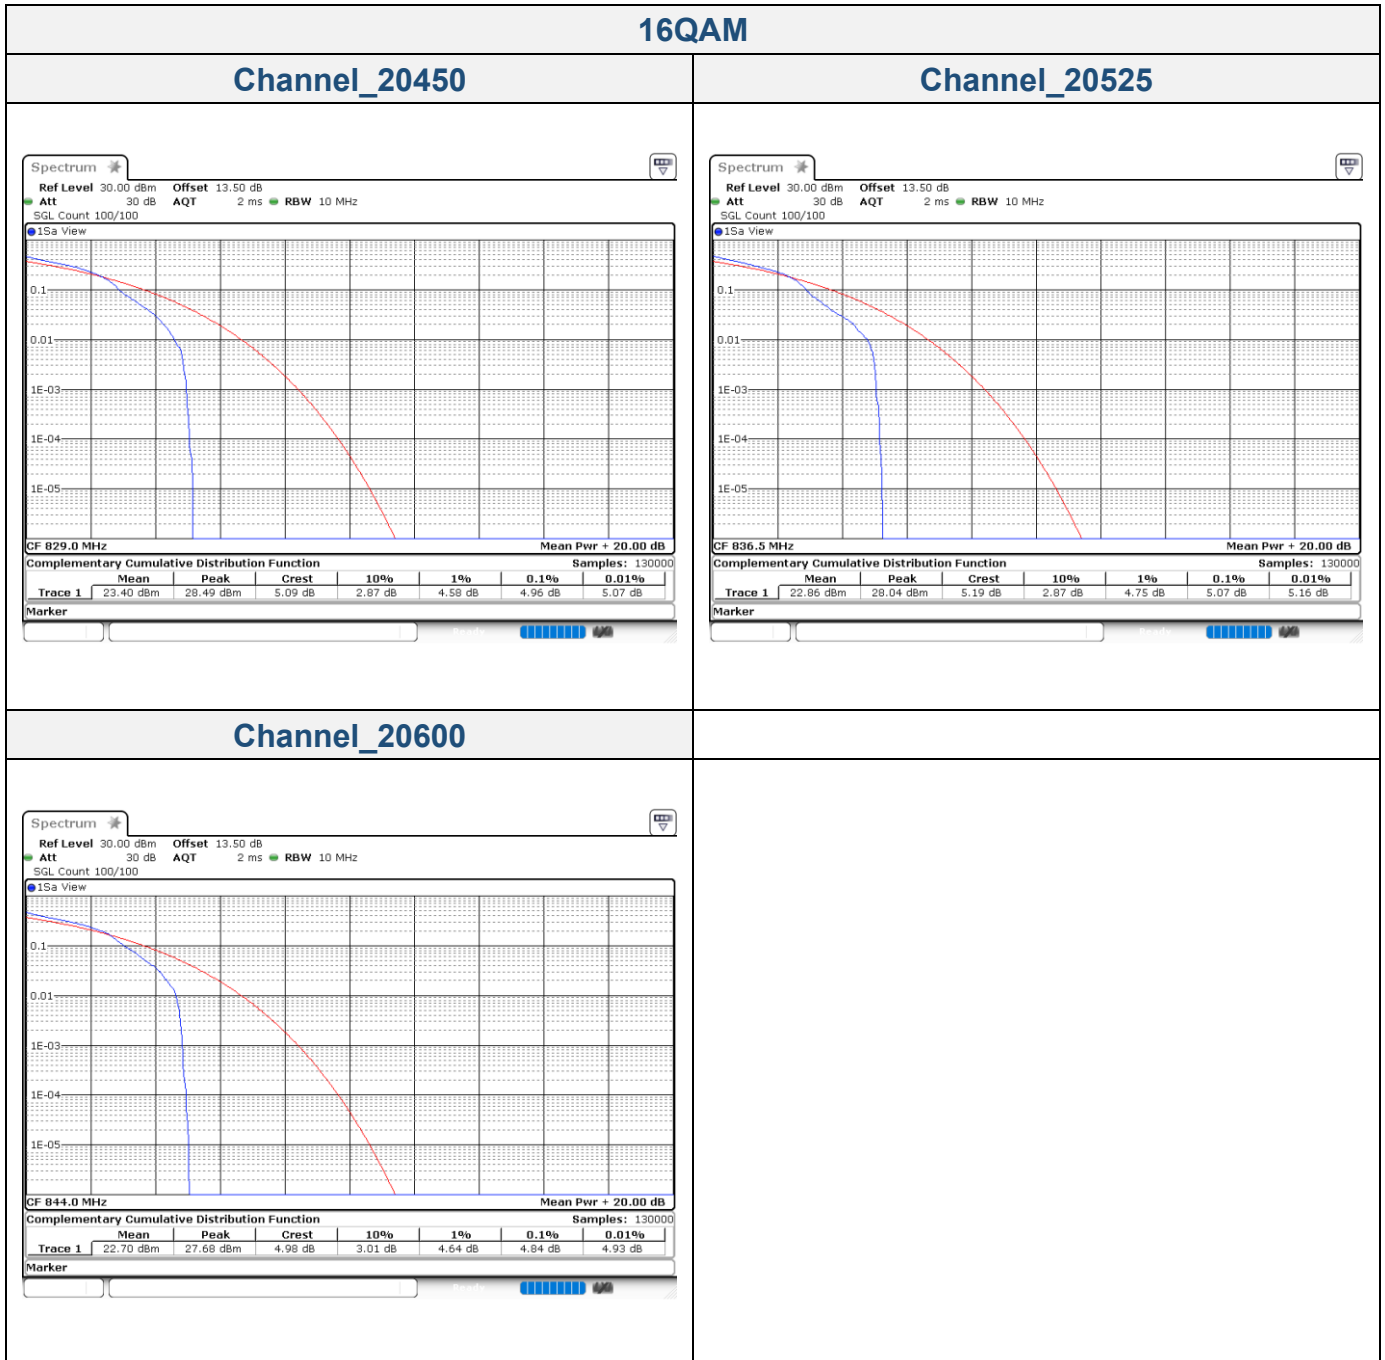 16QAM
Channel_20450 Channel_20525
Spectrum
Ref Level 30.00 dBm Offset 13.50 dB
Att 30 dB AQT 2 ms RBW 10 MHz
SGL Count 100/100
1Sa View
0.1
0.01
1E-03
1E-04
1E-05
CF 829.0 MHz Mean Pwr + 20.00 dB
Complementary Cumulative Distribution Function Samples: 130000
Mean Peak Crest 10% 1% 0.1% 0.01%
Trace 1 23.40 dBm 28.49 dBm 5.09 dB 2.87 dB 4.58 dB 4.96 dB 5.07 dB
Marker
Spectrum
Ref Level 30.00 dBm Offset 13.50 dB
Att 30 dB AQT 2 ms RBW 10 MHz
SGL Count 100/100
1Sa View
0.1
0.01
1E-03
1E-04
1E-05
CF 836.5 MHz Mean Pwr + 20.00 dB
Complementary Cumulative Distribution Function Samples: 130000
Mean Peak Crest 10% 1% 0.1% 0.01%
Trace 1 22.86 dBm 28.04 dBm 5.19 dB 2.87 dB 4.75 dB 5.07 dB 5.16 dB
Marker
Channel_20600
Spectrum
Ref Level 30.00 dBm Offset 13.50 dB
Att 30 dB AQT 2 ms RBW 10 MHz
SGL Count 100/100
1Sa View
0.1
0.01
1E-03
1E-04
1E-05
CF 844.0 MHz Mean Pwr + 20.00 dB
Complementary Cumulative Distribution Function Samples: 130000
Mean Peak Crest 10% 1% 0.1% 0.01%
Trace 1 22.70 dBm 27.68 dBm 4.98 dB 3.01 dB 4.64 dB 4.84 dB 4.93 dB
Marker